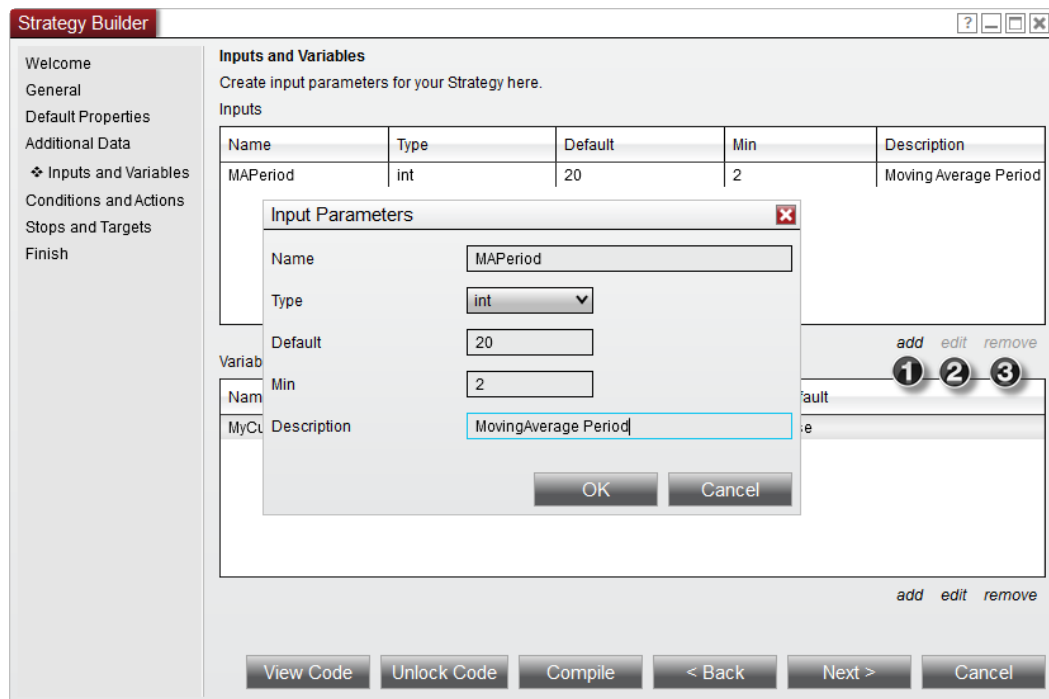 Strategy Builder
?
Welcome
General
Default Properties
Additional Data
Inputs and Variables
Conditions and Actions
Stops and Targets
Finish
Inputs and Variables
Create input parameters for your Strategy here.
Inputs
Name Type Default Min Description
MAPeriod int 20 2 Moving Average Period
Input Parameters
Name MAPeriod
Type int
Default 20
Min 2
Description MovingAverage Period
OK Cancel
add edit remove
1 2 3
Variab
Nam fault
MyCu se
add edit remove
View Code Unlock Code Compile < Back Next > Cancel